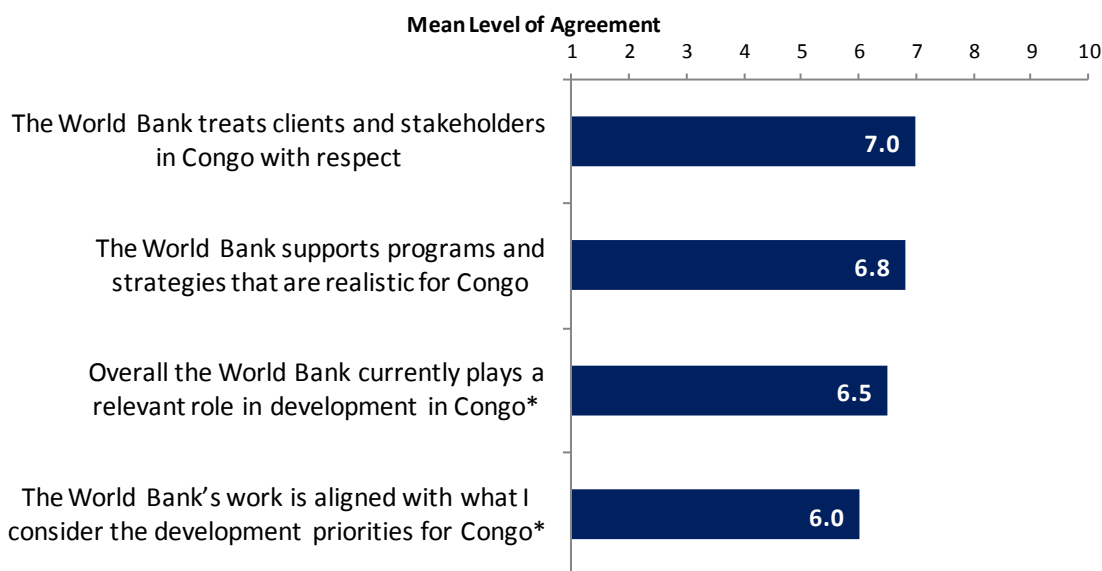 Mean Level of Agreement
1 2 3 4 5 6 7 8 9 10
The World Bank treats clients and stakeholders
in Congo with respect
7.0
The World Bank supports programs and
strategies that are realistic for Congo
6.8
Overall the World Bank currently plays a
relevant role in development in Congo*
6.5
The World Bank’s work is aligned with what I
consider the development priorities for Congo*
6.0